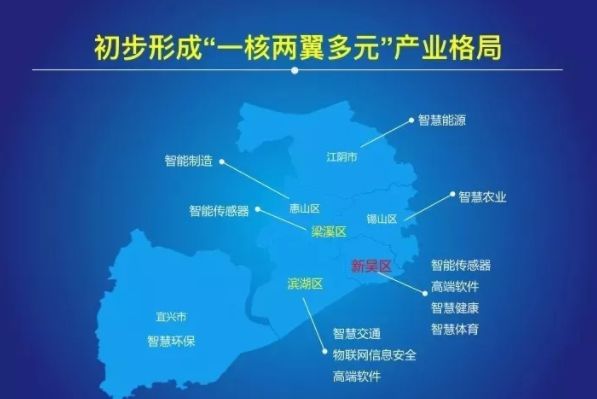 初步形成“一核两翼多元”产业格局
智慧能源
江阴市
智能制造
智慧农业
惠山区
智能传感器
锡山区
梁溪区
新吴区
智能传感器
高端软件
智慧健康
智慧体育
滨湖区
宜兴市
智慧环保
智慧交通
物联网信息安全
高端软件